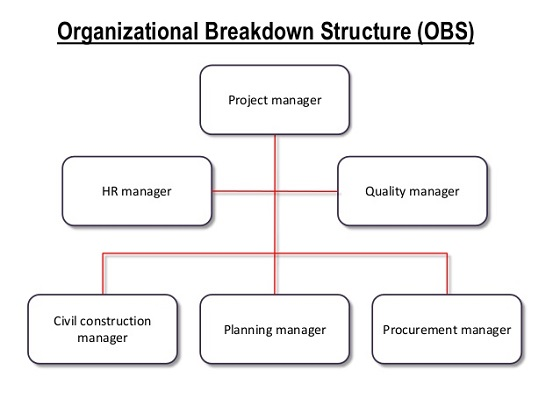 Organizational Breakdown Structure (OBS)
Project manager
HR manager
Quality manager
Civil construction
manager
Planning manager
Procurement manager